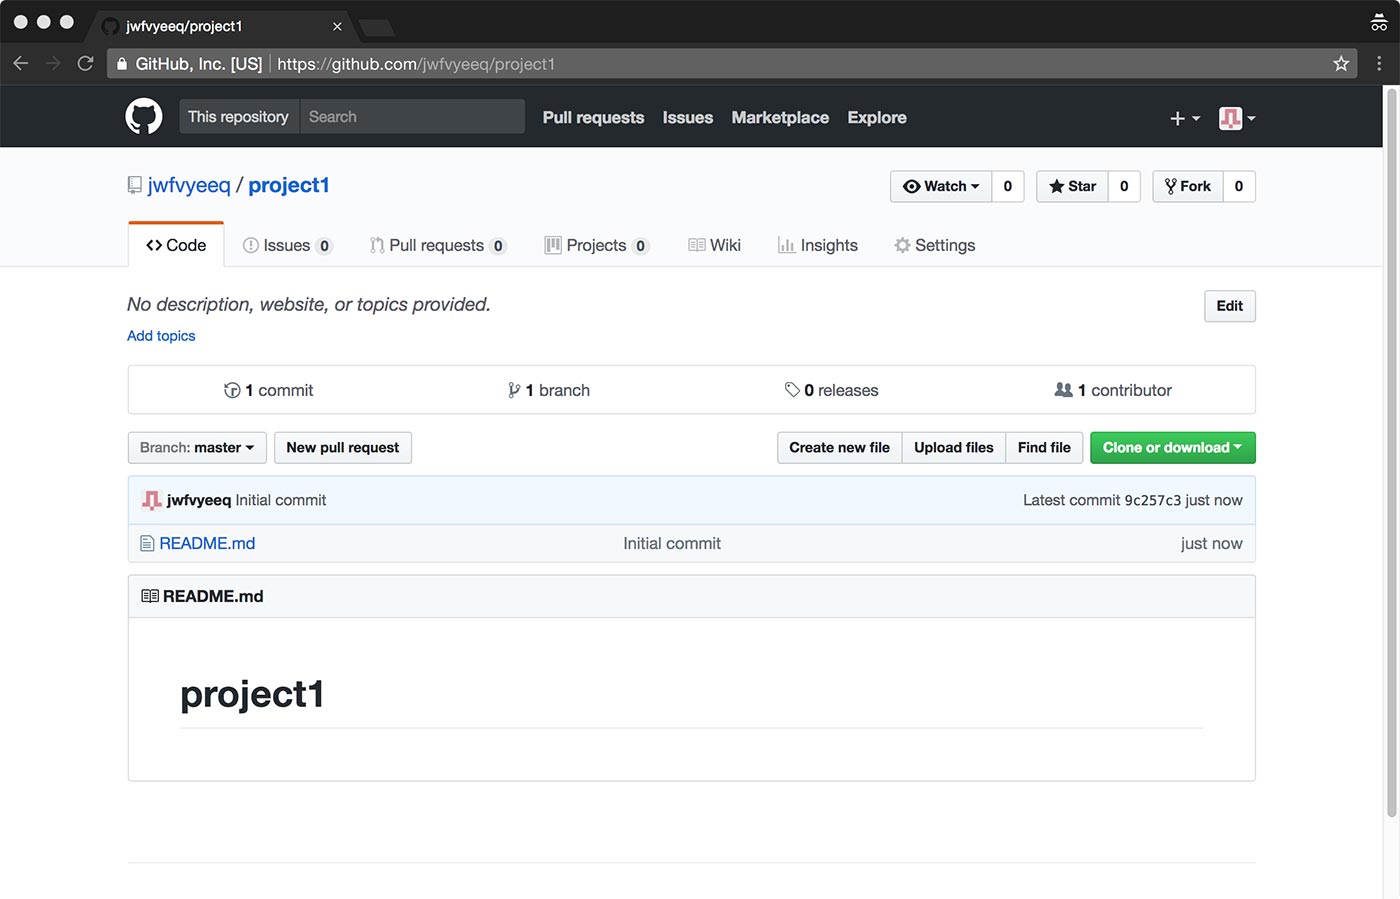 jwfvyeeq/project1
GitHub, Inc. [US] https://github.com/jwfvyeeq/project1
This repository Search Pull requests Issues Marketplace Explore
jwfvyeeq / project1 Watch 0 Star 0 Fork 0
Code Issues 0 Pull requests 0 Projects 0 Wiki Insights Settings
No description, website, or topics provided. Edit
Add topics
1 commit 1 branch 0 releases 1 contributor
Branch: master New pull request Create new file Upload files Find file Clone or download
jwfvyeeq Initial commit Latest commit 9c257c3 just now
README.md Initial commit just now
README.md
project1